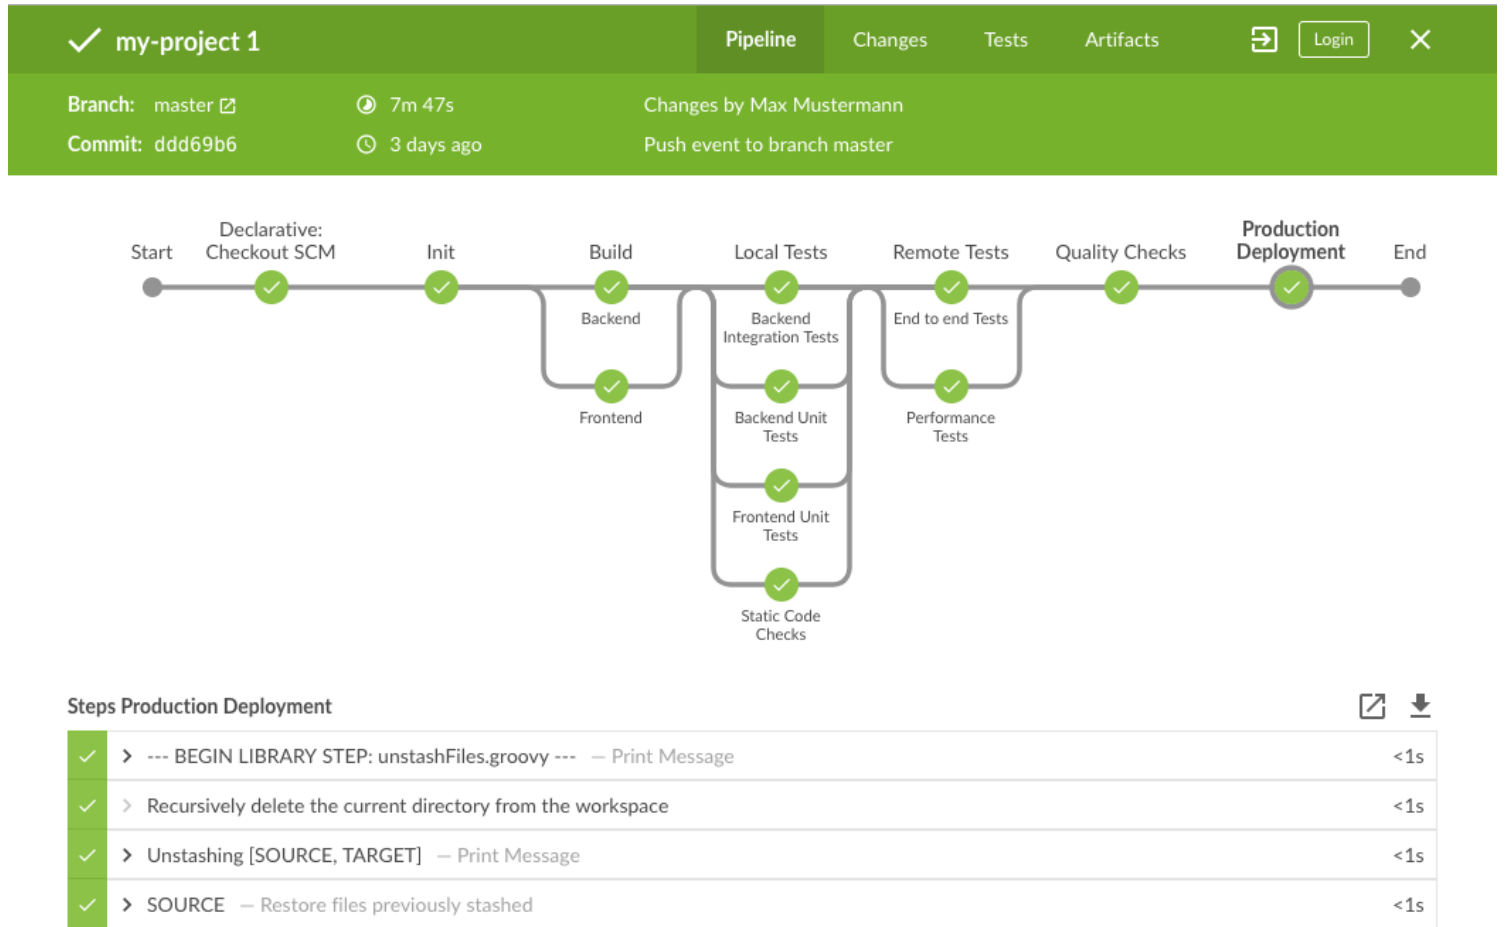 my-project 1
Pipeline
Changes
Tests
Artifacts
Login
Branch: master
7m 47s
Changes by Max Mustermann
Commit: ddd69b6
3 days ago
Push event to branch master
Start
Declarative:
Checkout SCM
Init
Build
Local Tests
Remote Tests
Quality Checks
Production
Deployment
End
Backend
Backend
Integration Tests
End to end Tests
Frontend
Backend Unit
Tests
Performance
Tests
Frontend Unit
Tests
Static Code
Checks
Steps Production Deployment
--- BEGIN LIBRARY STEP: unstashFiles.groovy --- — Print Message <1s
Recursively delete the current directory from the workspace <1s
Unstashing [SOURCE, TARGET] — Print Message <1s
SOURCE — Restore files previously stashed <1s